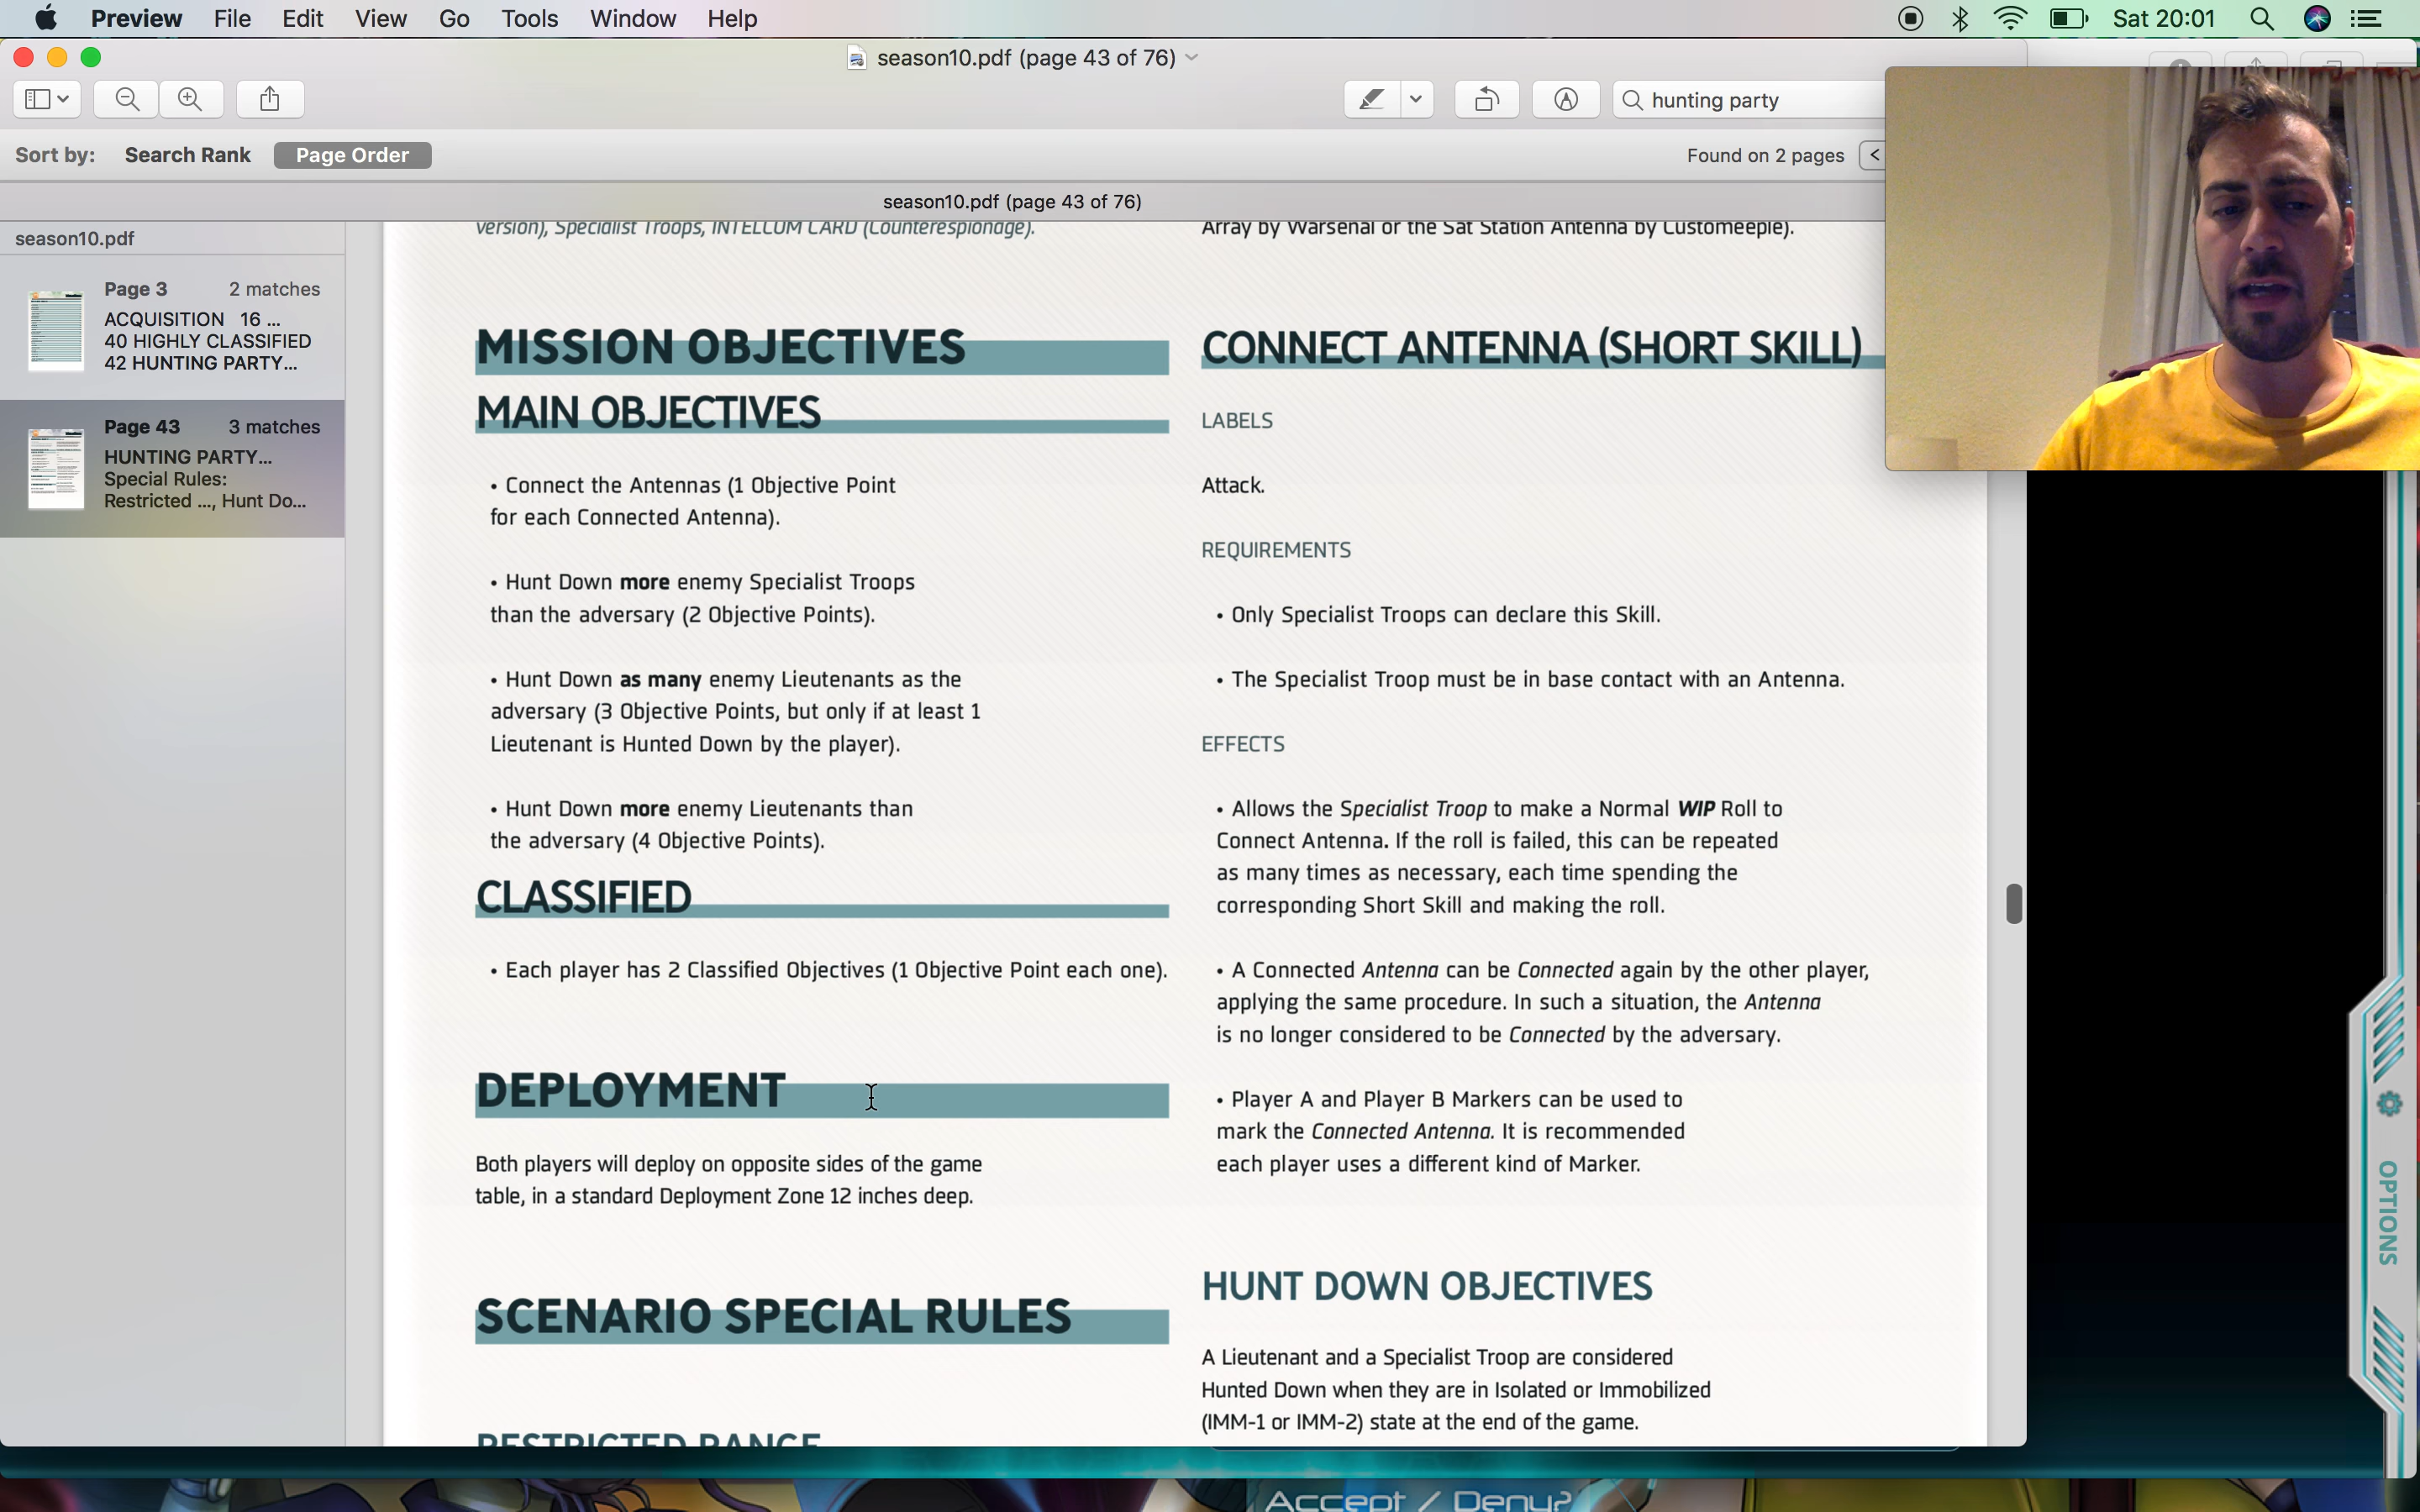 Preview File Edit View Go Tools Window Help Sat 20:01
season10.pdf (page 43 of 76)
hunting party
Sort by: Search Rank Page Order Found on 2 pages <
season10.pdf (page 43 of 76)
season10.pdf
Page 3 2 matches
ACQUISITION 16 ...
40 HIGHLY CLASSIFIED
42 HUNTING PARTY...
Page 43 3 matches
HUNTING PARTY...
Special Rules:
Restricted ..., Hunt Do...
version), Specialist Troops, INTELCOM CARD (Counterespionage).
MISSION OBJECTIVES
MAIN OBJECTIVES
• Connect the Antennas (1 Objective Point
for each Connected Antenna).
• Hunt Down more enemy Specialist Troops
than the adversary (2 Objective Points).
• Hunt Down as many enemy Lieutenants as the
adversary (3 Objective Points, but only if at least 1
Lieutenant is Hunted Down by the player).
• Hunt Down more enemy Lieutenants than
the adversary (4 Objective Points).
CLASSIFIED
• Each player has 2 Classified Objectives (1 Objective Point each one).
DEPLOYMENT
Both players will deploy on opposite sides of the game
table, in a standard Deployment Zone 12 inches deep.
SCENARIO SPECIAL RULES
RESTRICTED RANGE
Array by Warsenal or the Sat Station Antenna by Customeeple).
CONNECT ANTENNA (SHORT SKILL)
LABELS
Attack.
REQUIREMENTS
• Only Specialist Troops can declare this Skill.
• The Specialist Troop must be in base contact with an Antenna.
EFFECTS
• Allows the Specialist Troop to make a Normal WIP Roll to
Connect Antenna. If the roll is failed, this can be repeated
as many times as necessary, each time spending the
corresponding Short Skill and making the roll.
• A Connected Antenna can be Connected again by the other player,
applying the same procedure. In such a situation, the Antenna
is no longer considered to be Connected by the adversary.
• Player A and Player B Markers can be used to
mark the Connected Antenna. It is recommended
each player uses a different kind of Marker.
HUNT DOWN OBJECTIVES
A Lieutenant and a Specialist Troop are considered
Hunted Down when they are in Isolated or Immobilized
(IMM-1 or IMM-2) state at the end of the game.
OPTIONS
Accept / Deny?